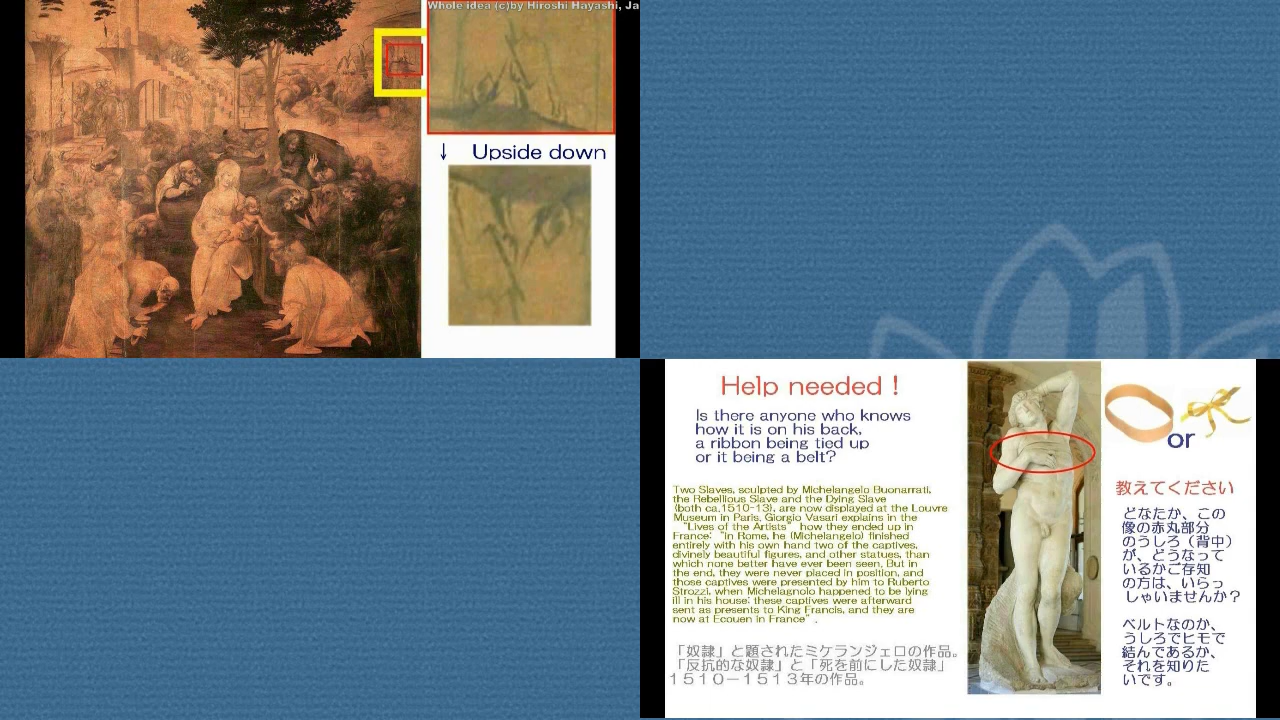 Whole idea (c)by Hiroshi Hayashi, Ja
↓ Upside down
Help needed !
Is there anyone who knows
how it is on his back,
a ribbon being tied up
or it being a belt?
Two Slaves, sculpted by Michelangelo Buonarrati,
the Rebellious Slave and the Dying Slave
(both ca.1510-13), are now displayed at the Louvre
Museum in Paris. Giorgio Vasari explains in the
"Lives of the Artists" how they ended up in
France: "In Rome, he (Michelangelo) finished
entirely with his own hand two of the captives,
divinely beautiful figures, and other statues, than
which none better have ever been seen. But in
the end, they were never placed in position, and
those captives were presented by him to Ruberto
Strozzi, when Michelagnolo happened to be lying
ill in his house; these captives were afterward
sent as presents to King Francis, and they are
now at Ecouen in France".
「奴隷」と題されたミケランジェロの作品。
「反抗的な奴隷」と「死を前にした奴隷」
１５１０－１５１３年の作品。
or
教えてください
どなたか、この
像の赤丸部分
のうしろ（背中）
が、どうなって
いるかご存知
の方は、いらっ
しゃいませんか？
ベルトなのか、
うしろでヒモで
結んであるか、
それを知りた
いです。